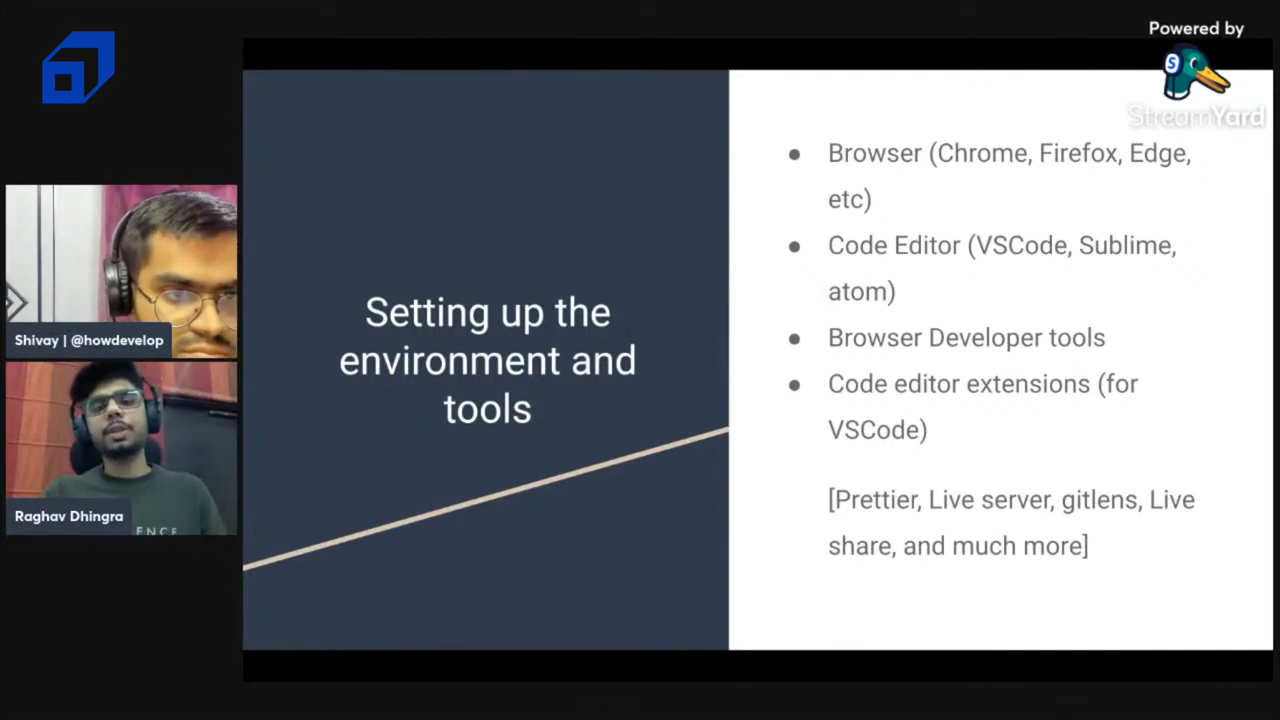 Powered by
S
StreamYard
Shivay | @howdevelop
Raghav Dhingra
ENCE
Setting up the
environment and
tools
● Browser (Chrome, Firefox, Edge,
etc)
● Code Editor (VSCode, Sublime,
atom)
● Browser Developer tools
● Code editor extensions (for
VSCode)
[Prettier, Live server, gitlens, Live
share, and much more]